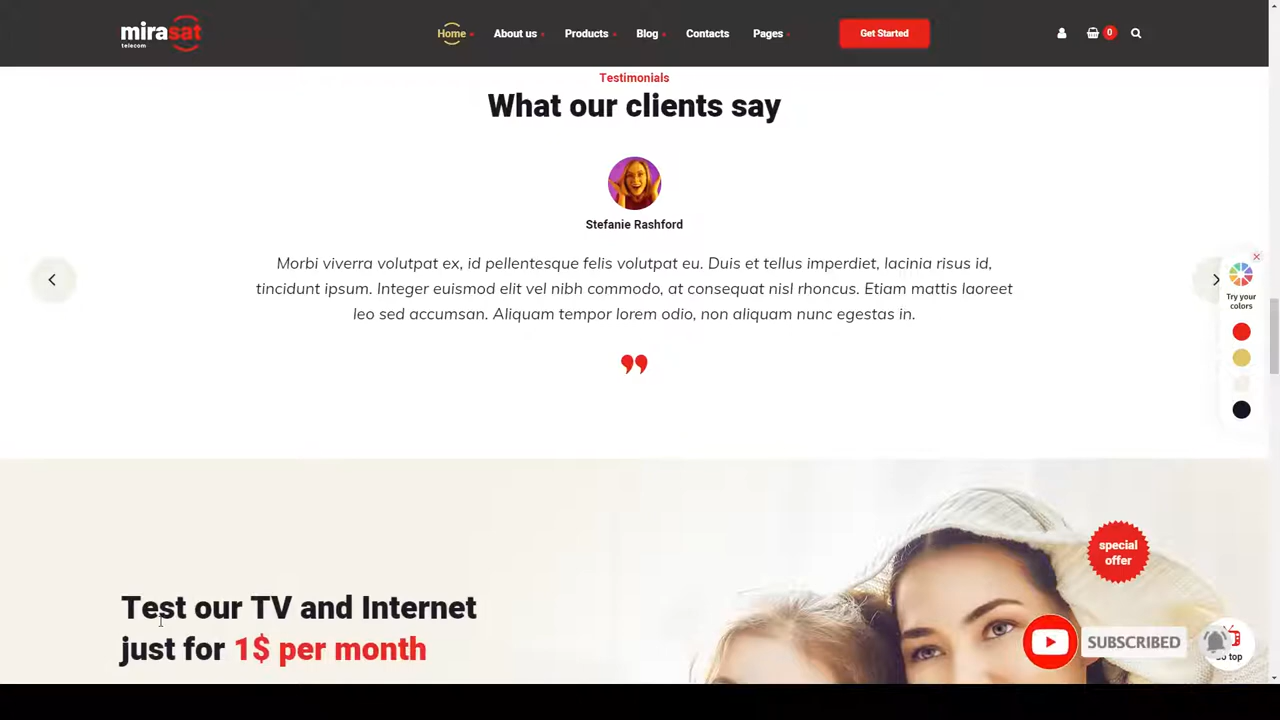 mirasat
telecom
Home
About us
Products
Blog
Contacts
Pages
Get Started
0
Testimonials
What our clients say
Stefanie Rashford
Morbi viverra volutpat ex, id pellentesque felis volutpat eu. Duis et tellus imperdiet, lacinia risus id,
tincidunt ipsum. Integer euismod elit vel nibh commodo, at consequat nisl rhoncus. Etiam mattis laoreet
leo sed accumsan. Aliquam tempor lorem odio, non aliquam nunc egestas in.
Try your
colors
special
offer
Test our TV and Internet
just for 1$ per month
SUBSCRIBED
top